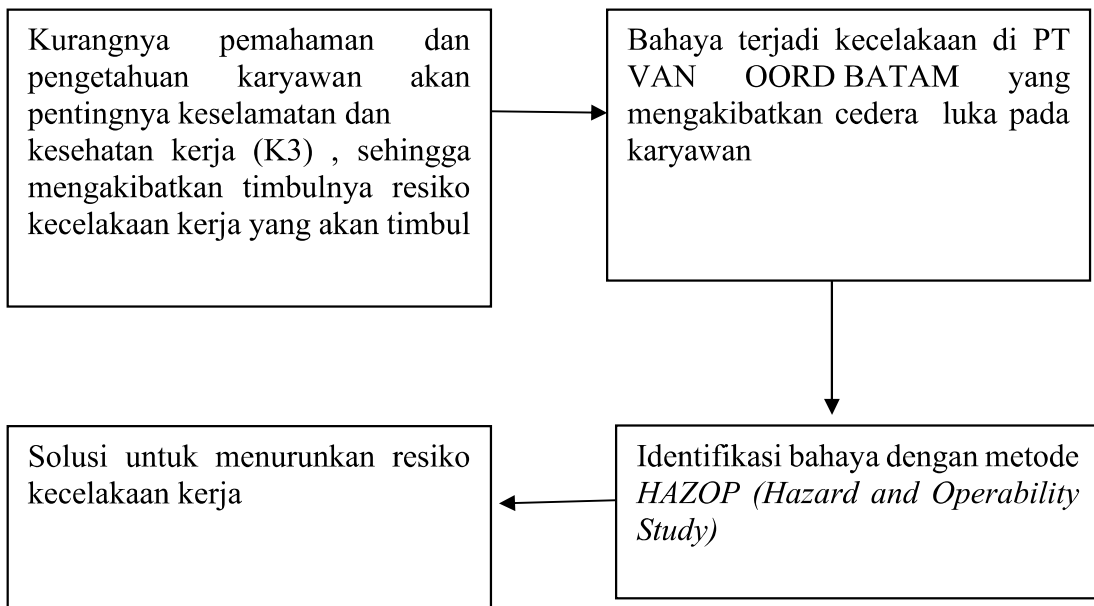 Kurangnya pemahaman dan
pengetahuan karyawan akan
pentingnya keselamatan dan
kesehatan kerja (K3) , sehingga
mengakibatkan timbulnya resiko
kecelakaan kerja yang akan timbul
Bahaya terjadi kecelakaan di PT
VAN OORD BATAM yang
mengakibatkan cedera luka pada
karyawan
Identifikasi bahaya dengan metode
HAZOP (Hazard and Operability
Study)
Solusi untuk menurunkan resiko
kecelakaan kerja